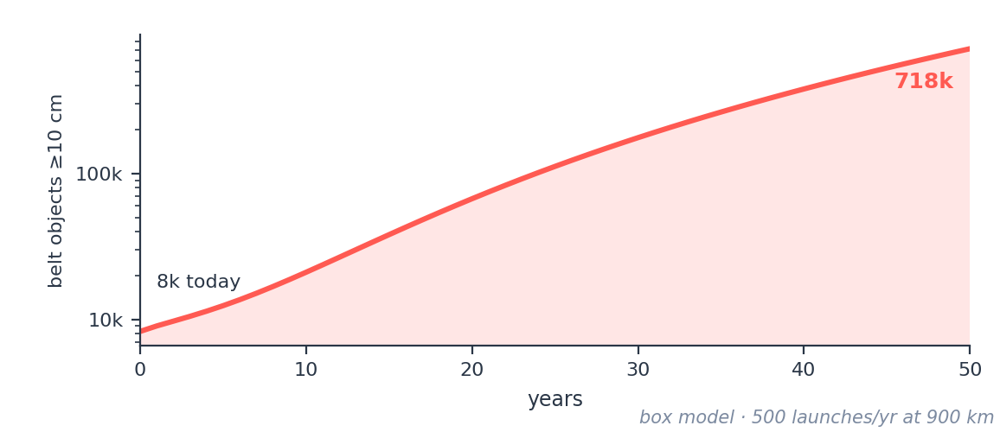 belt objects ≥10 cm
100k
10k
8k today
718k
0 10 20 30 40 50
years
box model · 500 launches/yr at 900 km